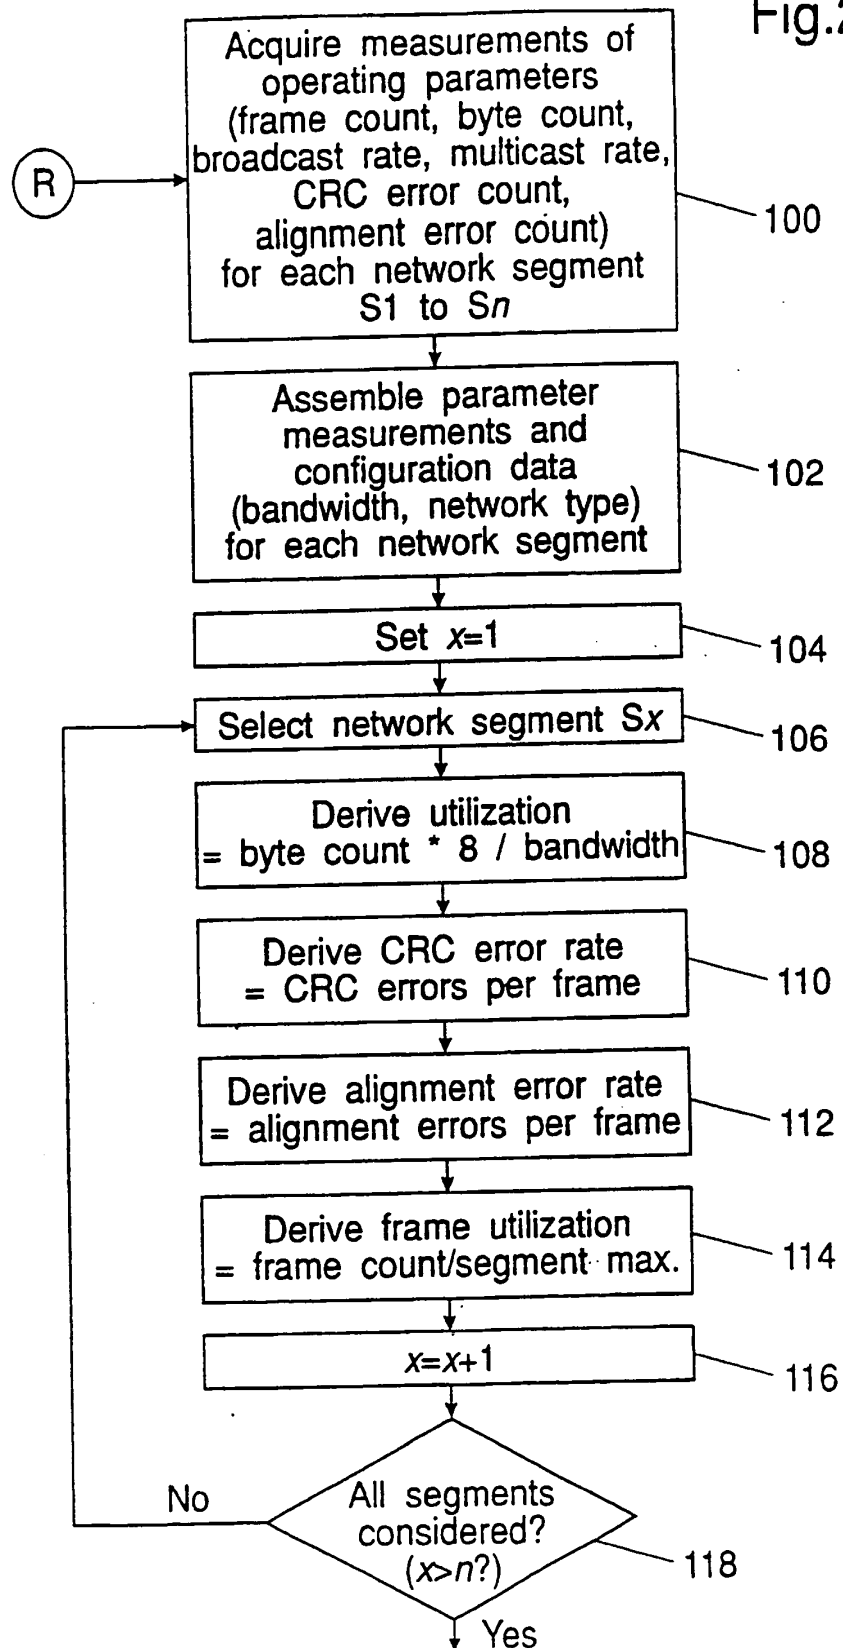 Fig.2
Acquire measurements of
operating parameters
(frame count, byte count,
broadcast rate, multicast rate,
CRC error count,
alignment error count)
for each network segment
S1 to Sn
R
100
Assemble parameter
measurements and
configuration data
(bandwidth, network type)
for each network segment
102
Set x=1
104
Select network segment Sx
106
Derive utilization
= byte count * 8 / bandwidth
108
Derive CRC error rate
= CRC errors per frame
110
Derive alignment error rate
= alignment errors per frame
112
Derive frame utilization
= frame count/segment max.
114
x=x+1
116
No
All segments
considered?
(x>n?)
118
Yes